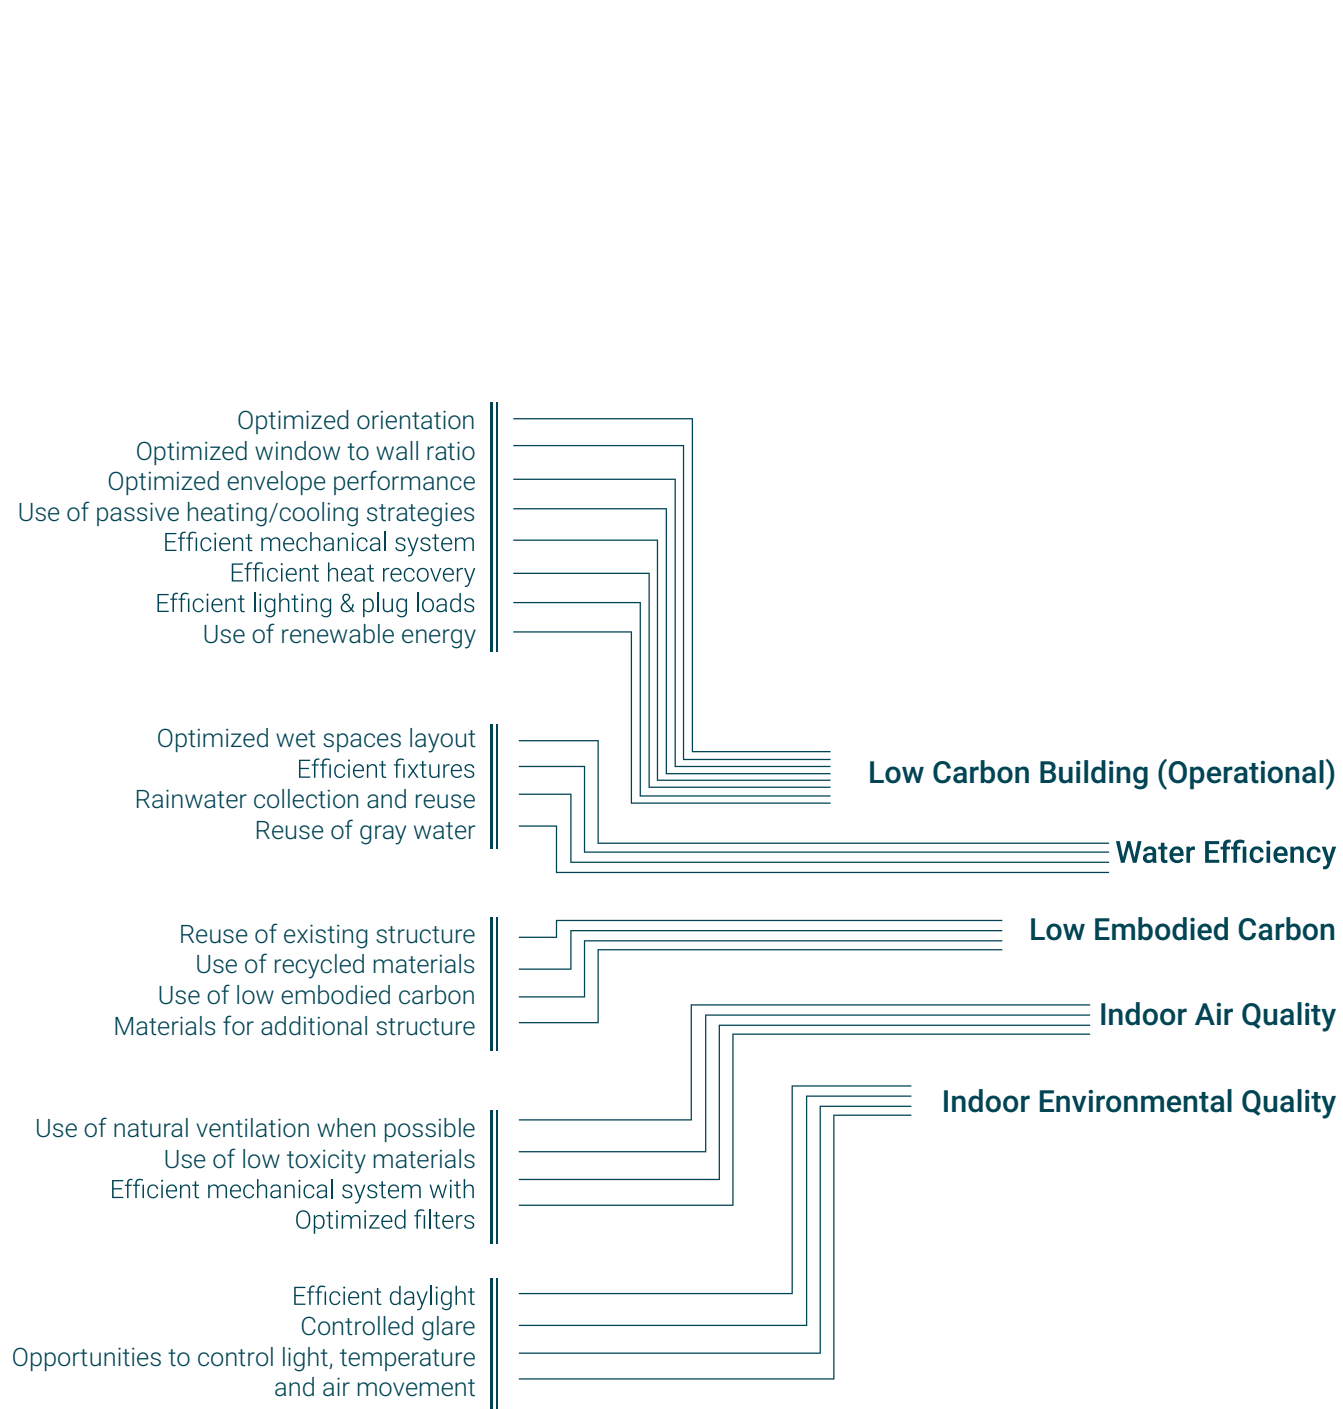 Optimized orientation
Optimized window to wall ratio
Optimized envelope performance
Use of passive heating/cooling strategies
Efficient mechanical system
Efficient heat recovery
Efficient lighting & plug loads
Use of renewable energy
Optimized wet spaces layout
Efficient fixtures
Rainwater collection and reuse
Reuse of gray water
Reuse of existing structure
Use of recycled materials
Use of low embodied carbon
Materials for additional structure
Use of natural ventilation when possible
Use of low toxicity materials
Efficient mechanical system with
Optimized filters
Efficient daylight
Controlled glare
Opportunities to control light, temperature
and air movement
Low Carbon Building (Operational)
Water Efficiency
Low Embodied Carbon
Indoor Air Quality
Indoor Environmental Quality